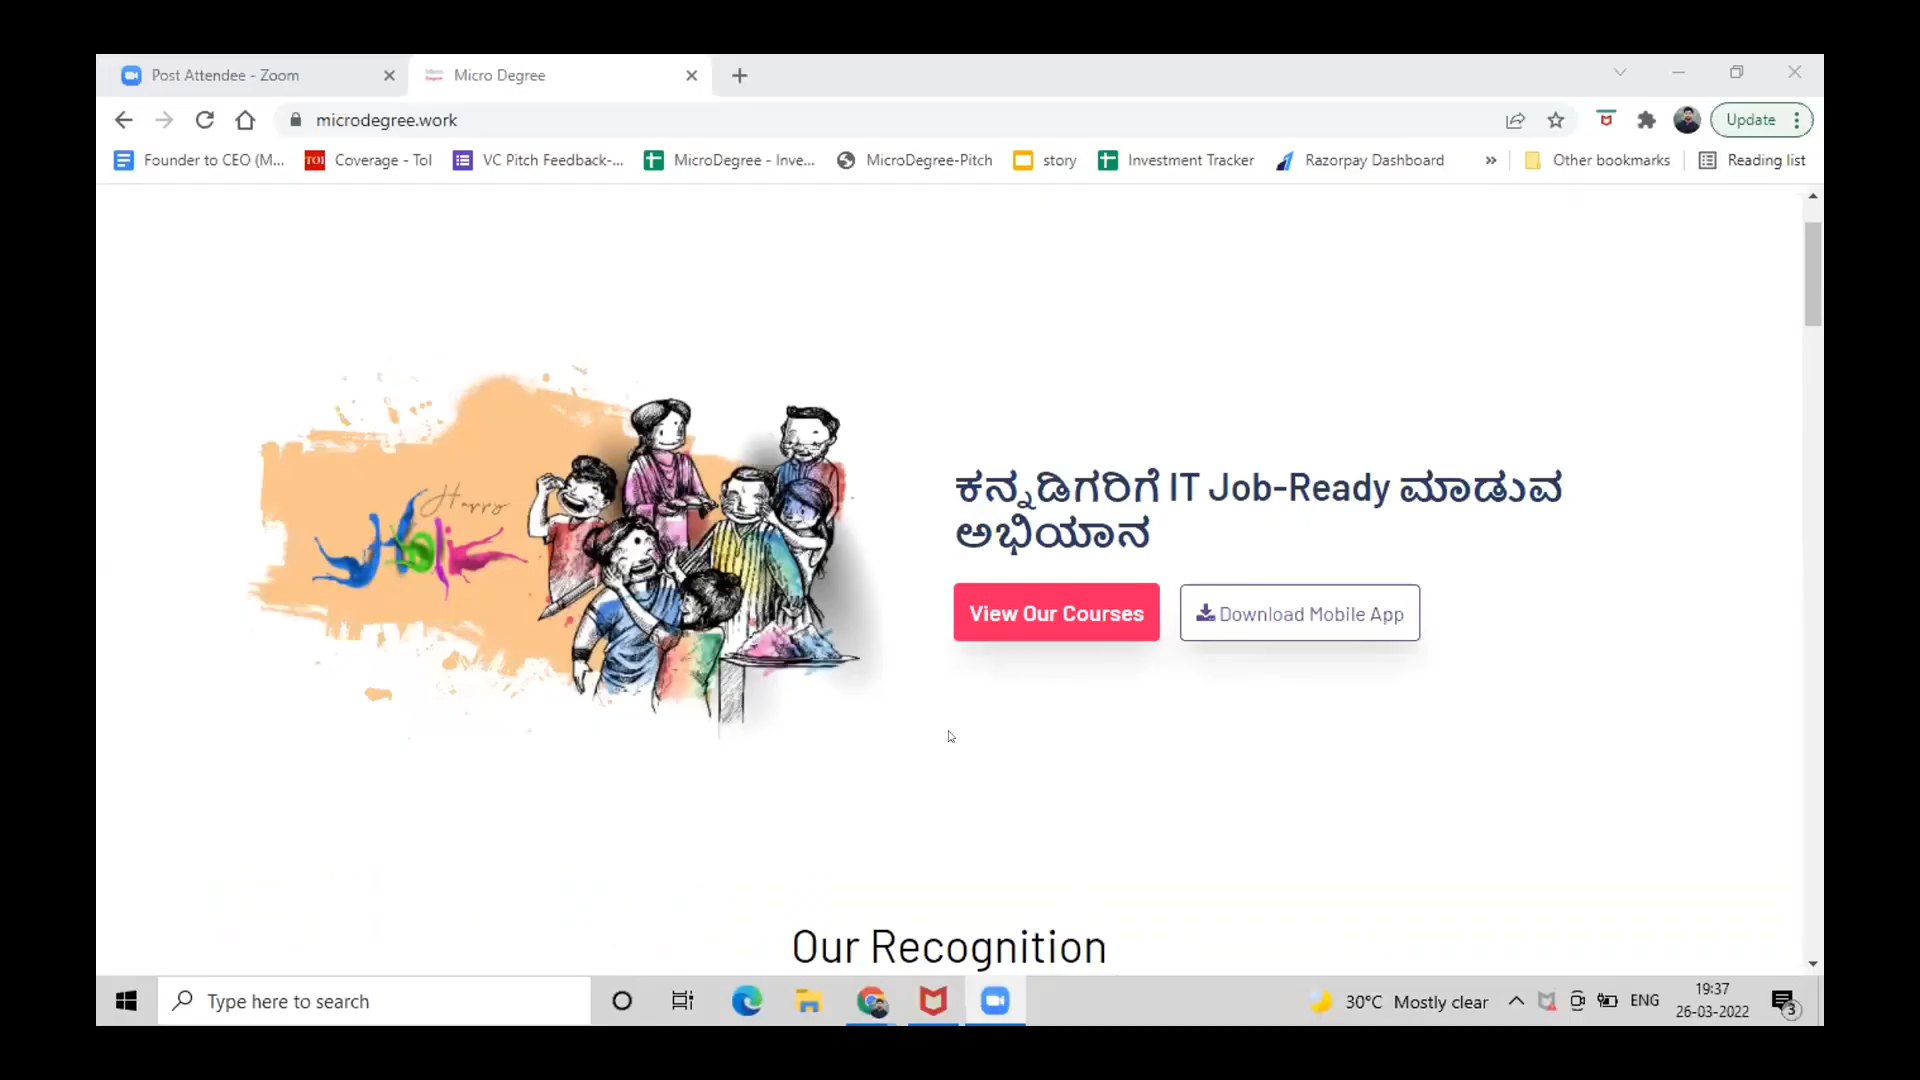 Post Attendee - Zoom
Micro Degree
microdegree.work
Update
Founder to CEO (M...
TOI
Coverage - ToI
VC Pitch Feedback-...
MicroDegree - Inve...
MicroDegree-Pitch
story
Investment Tracker
Razorpay Dashboard
»
Other bookmarks
Reading list
Happy
Holi
ಕನ್ನಡಿಗರಿಗೆ IT Job-Ready ಮಾಡುವ
ಅಭಿಯಾನ
View Our Courses
Download Mobile App
Our Recognition
Type here to search
30°C Mostly clear
ENG
19:37
26-03-2022
3